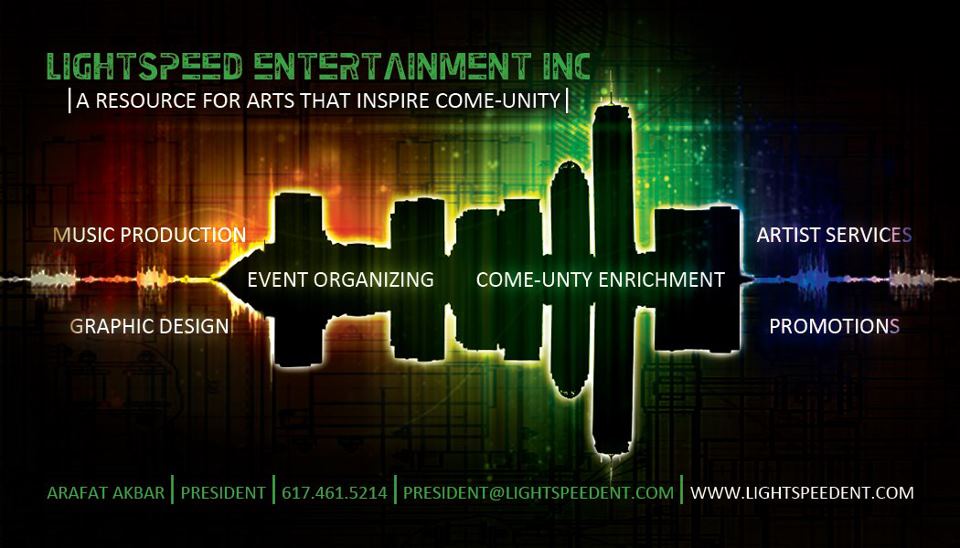 LIGHTSPEED ENTERTAINMENT INC
|A RESOURCE FOR ARTS THAT INSPIRE COME-UNITY|
MUSIC PRODUCTION
ARTIST SERVICES
EVENT ORGANIZING
COME-UNTY ENRICHMENT
GRAPHIC DESIGN
PROMOTIONS
ARAFAT AKBAR | PRESIDENT | 617.461.5214 | PRESIDENT@LIGHTSPEEDENT.COM | WWW.LIGHTSPEEDENT.COM